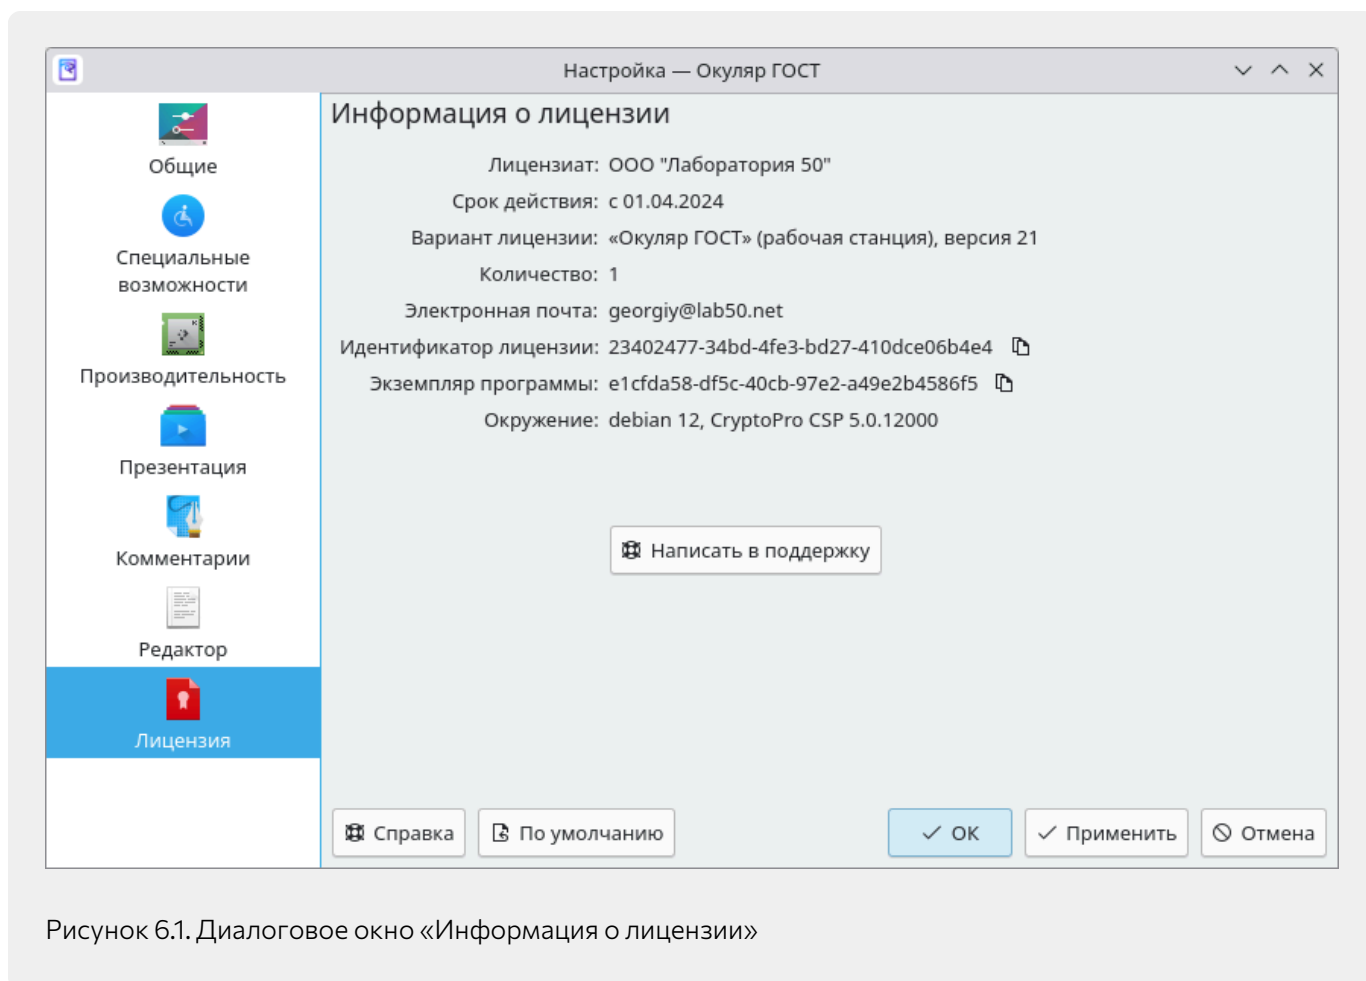 Настройка — Окуляр ГОСТ
Общие
Специальные
возможности
Производительность
Презентация
Комментарии
Редактор
Лицензия
Информация о лицензии
Лицензиат: ООО "Лаборатория 50"
Срок действия: с 01.04.2024
Вариант лицензии: «Окуляр ГОСТ» (рабочая станция), версия 21
Количество: 1
Электронная почта: georgiy@lab50.net
Идентификатор лицензии: 23402477-34bd-4fe3-bd27-410dce06b4e4
Экземпляр программы: e1cfda58-df5c-40cb-97e2-a49e2b4586f5
Окружение: debian 12, CryptoPro CSP 5.0.12000
Написать в поддержку
Справка
По умолчанию
ОК
Применить
Отмена
Рисунок 6.1. Диалоговое окно «Информация о лицензии»